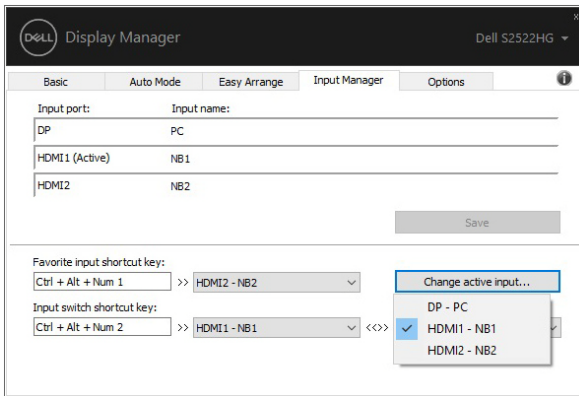 DELL Display Manager Dell S2522HG
Basic Auto Mode Easy Arrange Input Manager Options
Input port: Input name:
DP PC
HDMI1 (Active) NB1
HDMI2 NB2
Save
Favorite input shortcut key:
Ctrl + Alt + Num 1 >> HDMI2 - NB2 Change active input...
Input switch shortcut key:
Ctrl + Alt + Num 2 >> HDMI1 - NB1 <<>>
DP - PC
HDMI1 - NB1
HDMI2 - NB2